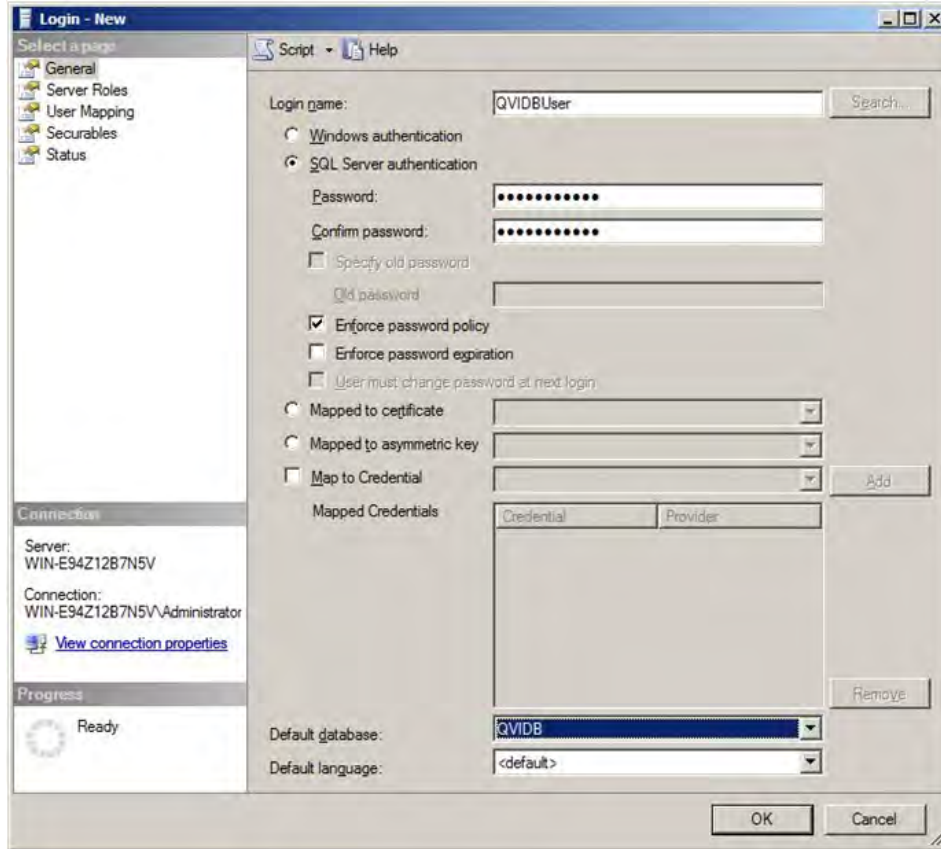 Login - New
Select a page
General
Server Roles
User Mapping
Securables
Status
Script
Help
Login name:
QVIDBUser
Search...
Windows authentication
SQL Server authentication
Password:
●●●●●●●●●●●
Confirm password:
●●●●●●●●●●●
Specify old password
Old password
Enforce password policy
Enforce password expiration
User must change password at next login
Mapped to certificate
Mapped to asymmetric key
Map to Credential
Add
Mapped Credentials
Credential
Provider
Remove
Default database:
QVIDB
Default language:
<default>
Connection
Server:
WIN-E94Z12B7N5V
Connection:
WIN-E94Z12B7N5V\Administrator
View connection properties
Progress
Ready
OK
Cancel